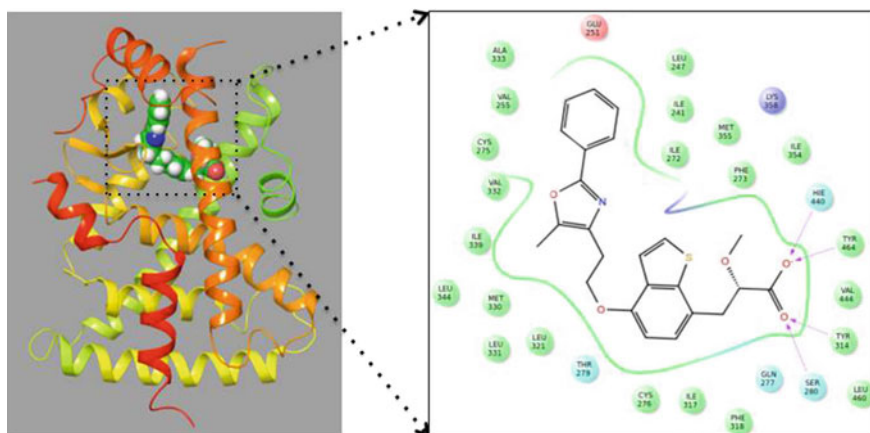 GLU
251
ALA
333
LEU
247
LYS
358
VAL
255
ILE
241
MET
355
CYS
275
ILE
272
ILE
354
PHE
273
VAL
332
HIE
440
O
N
S
O
O
O
O
ILE
339
TYR
464
LEU
344
MET
330
VAL
444
LEU
331
LEU
321
TYR
314
THR
279
GLN
277
SER
280
CYS
276
ILE
317
LEU
460
PHE
318